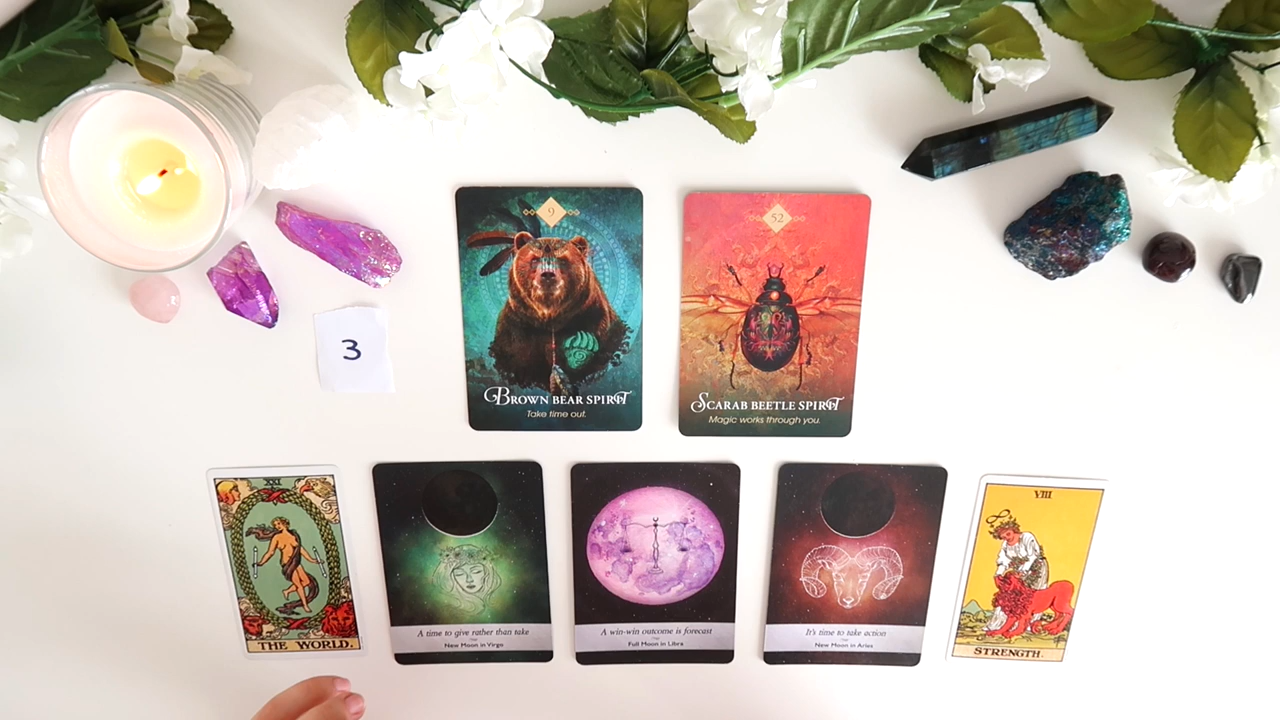 9
BROWN BEAR SPIRIT
Take time out.
52
SCARAB BEETLE SPIRIT
Magic works through you.
3
XXI
THE WORLD.
A time to give rather than take
New Moon in Virgo
A win-win outcome is forecast
Full Moon in Libra
It's time to take action
New Moon in Aries
VIII
STRENGTH.